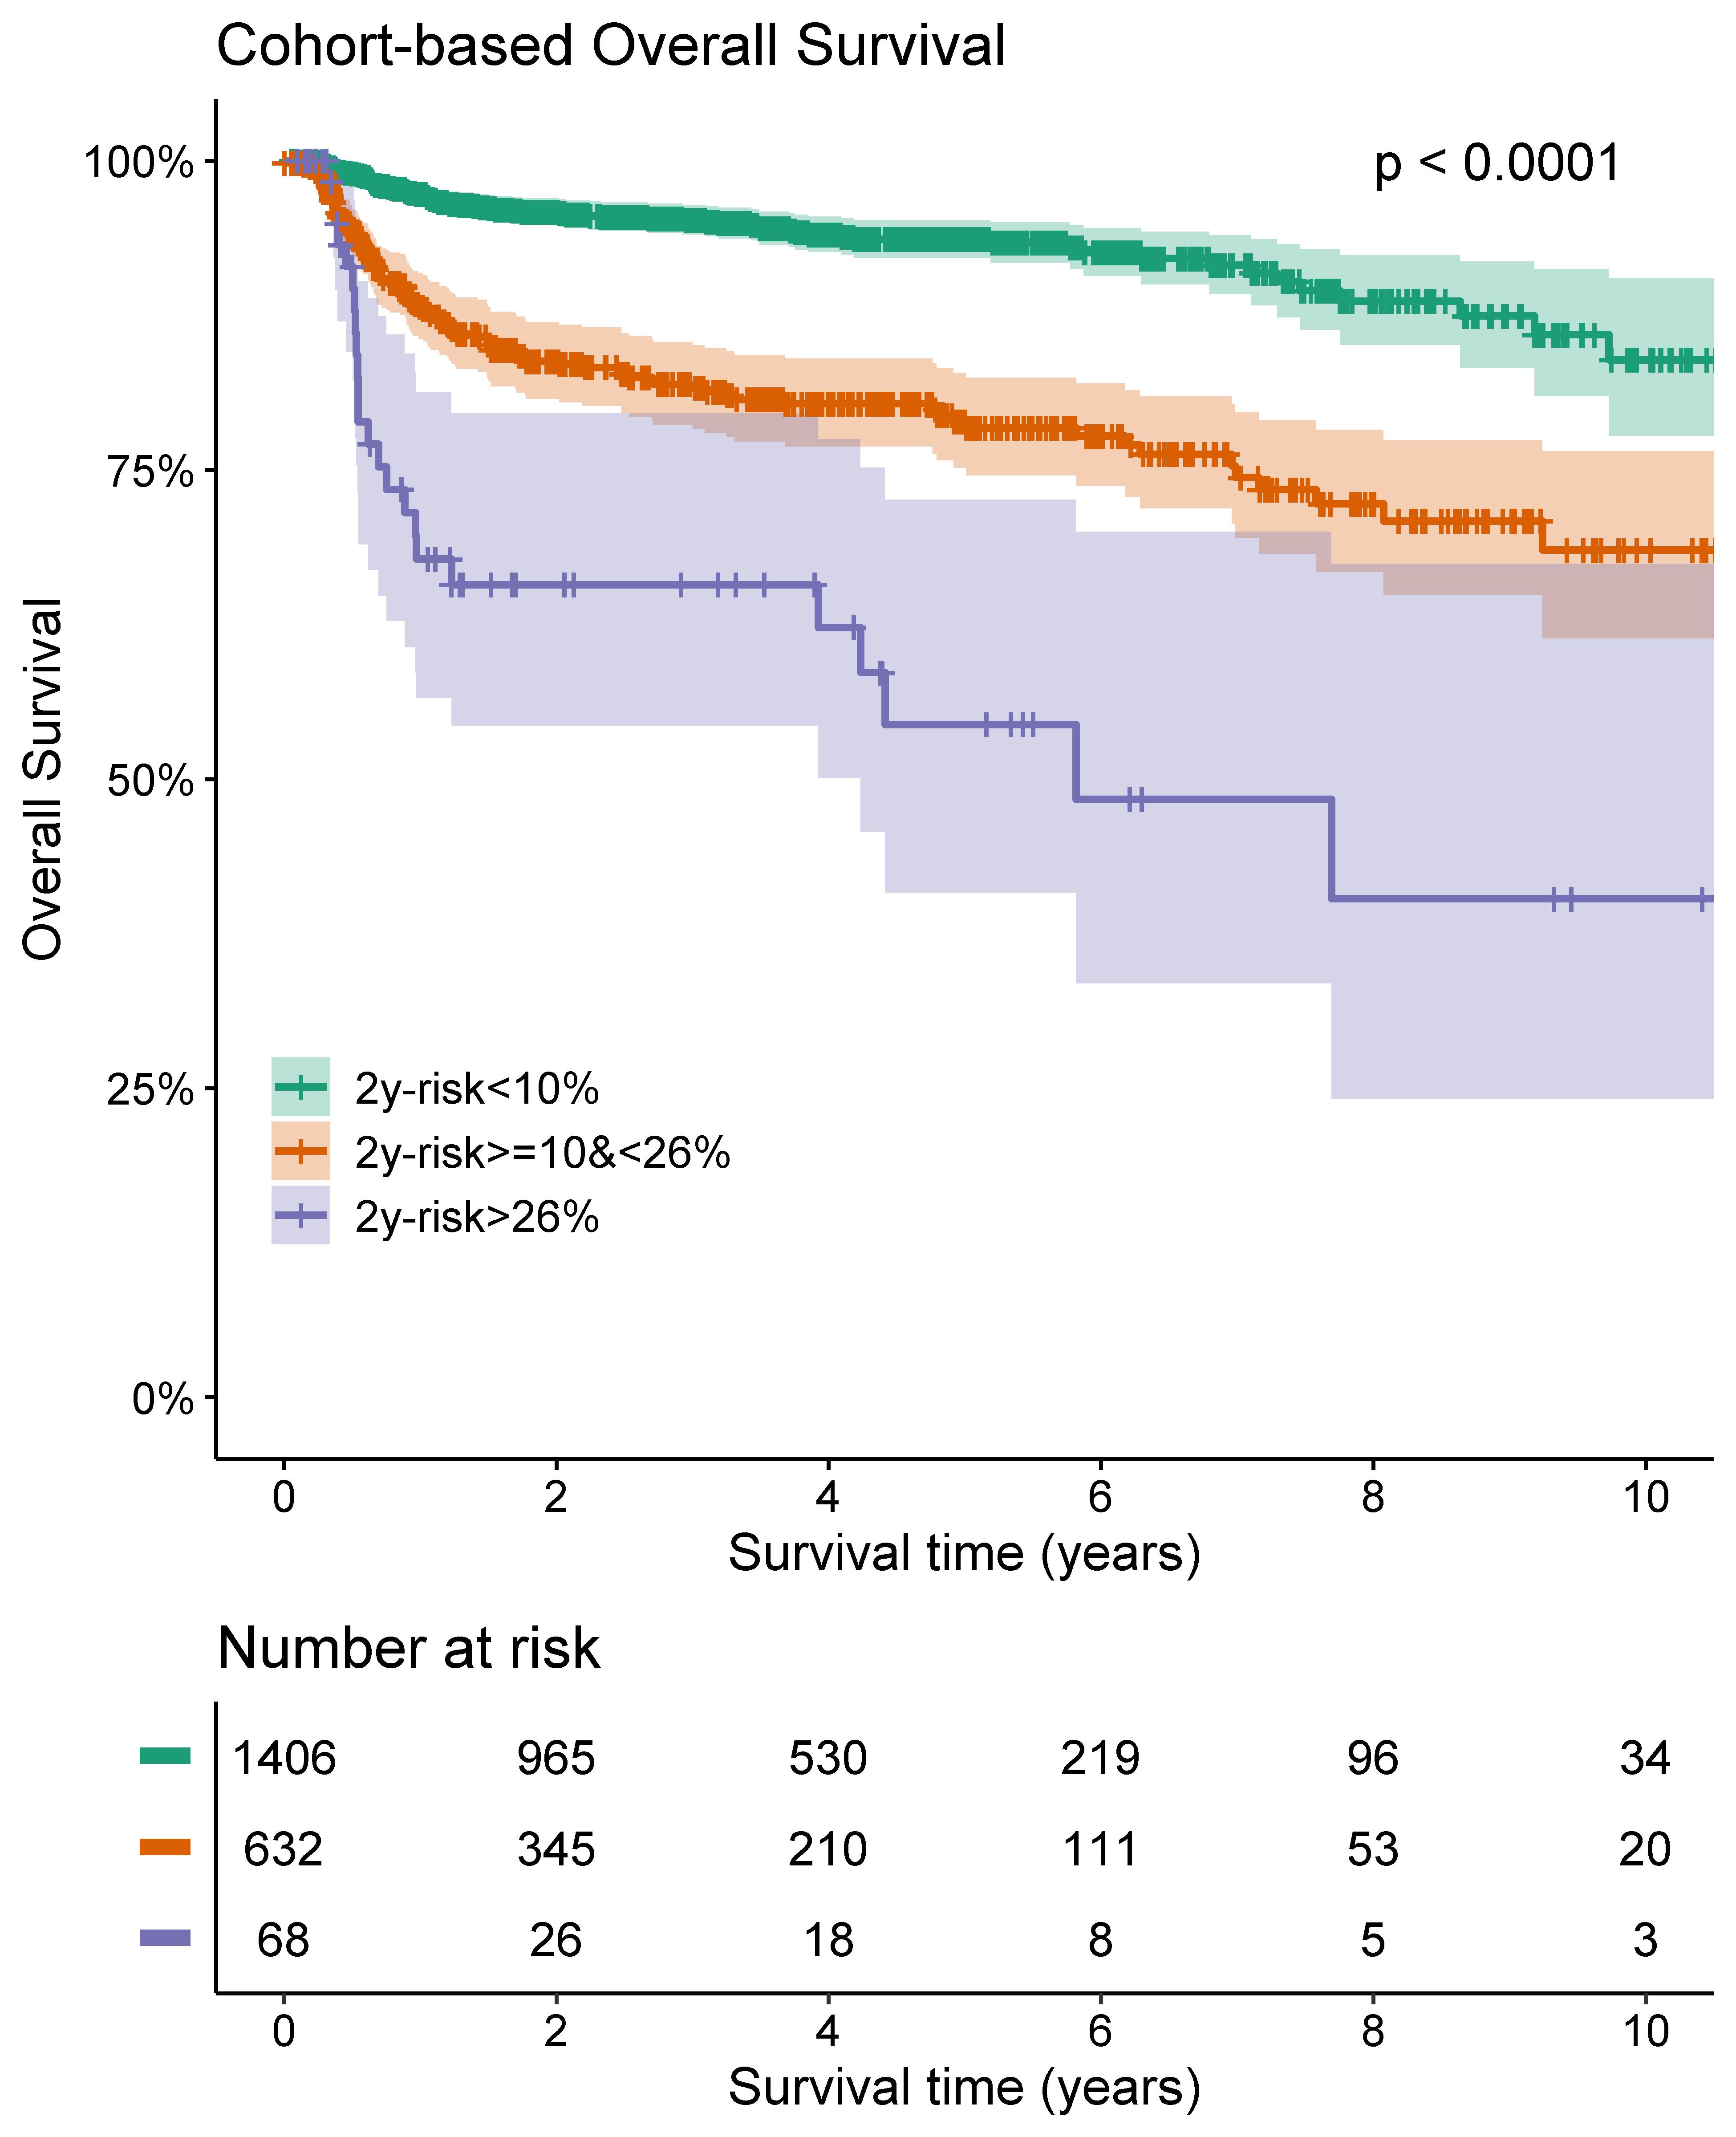 Cohort-based Overall Survival
p < 0.0001
100%
75%
50%
25%
0%
Overall Survival
2y-risk<10%
2y-risk>=10&<26%
2y-risk>26%
0 2 4 6 8 10
Survival time (years)
Number at risk
1406 965 530 219 96 34
632 345 210 111 53 20
68 26 18 8 5 3
0 2 4 6 8 10
Survival time (years)